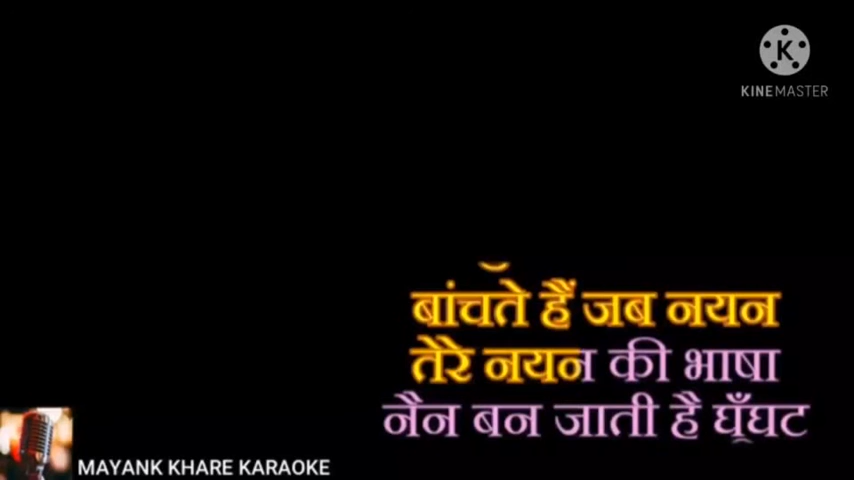 KINEMASTER
बांचते हैं जब नयन
तेरे नयन की भाषा
नैन बन जाती है घूँघट
MAYANK KHARE KARAOKE